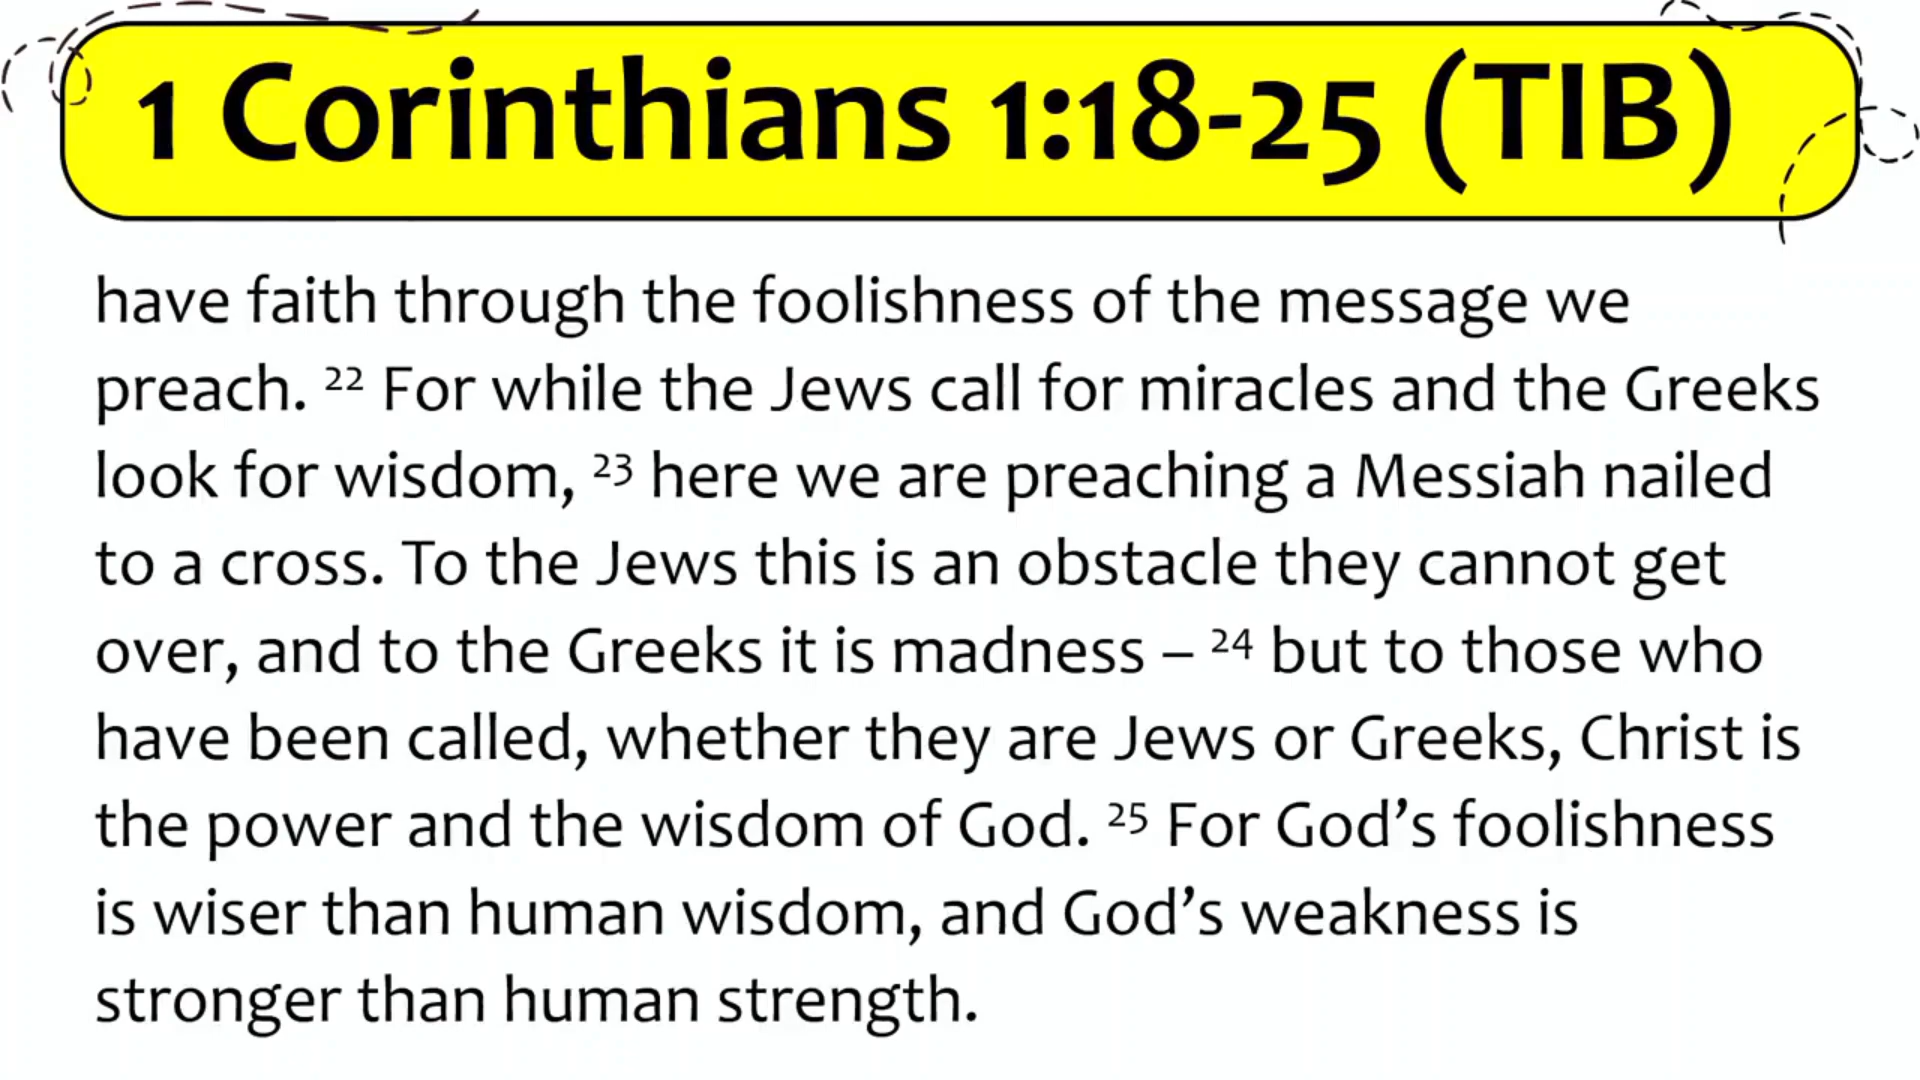 1 Corinthians 1:18-25 (TIB)
have faith through the foolishness of the message we
preach. 22 For while the Jews call for miracles and the Greeks
look for wisdom, 23 here we are preaching a Messiah nailed
to a cross. To the Jews this is an obstacle they cannot get
over, and to the Greeks it is madness – 24 but to those who
have been called, whether they are Jews or Greeks, Christ is
the power and the wisdom of God. 25 For God’s foolishness
is wiser than human wisdom, and God’s weakness is
stronger than human strength.